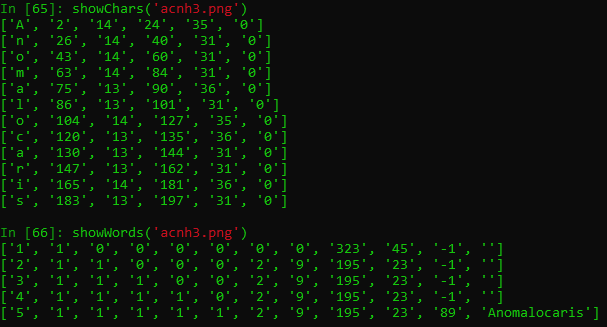 In [65]: showChars('acnh3.png')
['A', '2', '14', '24', '35', '0']
['n', '26', '14', '40', '31', '0']
['o', '43', '14', '60', '31', '0']
['m', '63', '14', '84', '31', '0']
['a', '75', '13', '90', '36', '0']
['l', '86', '13', '101', '31', '0']
['o', '104', '14', '127', '35', '0']
['c', '120', '13', '135', '36', '0']
['a', '130', '13', '144', '31', '0']
['r', '147', '13', '162', '31', '0']
['i', '165', '14', '181', '36', '0']
['s', '183', '13', '197', '31', '0']
In [66]: showWords('acnh3.png')
['1', '1', '0', '0', '0', '0', '0', '0', '323', '45', '-1', '']
['2', '1', '1', '0', '0', '0', '2', '9', '195', '23', '-1', '']
['3', '1', '1', '1', '0', '0', '2', '9', '195', '23', '-1', '']
['4', '1', '1', '1', '1', '0', '2', '9', '195', '23', '-1', '']
['5', '1', '1', '1', '1', '1', '2', '9', '195', '23', '89', 'Anomalocaris']